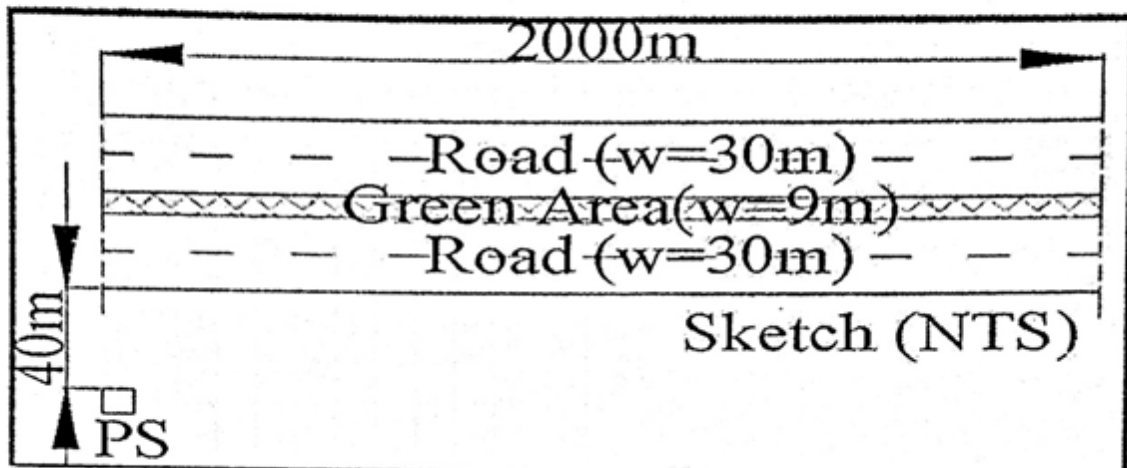 2000m
Road (w=30m)
Green Area(w=9m)
Road (w=30m)
40m
Sketch (NTS)
PS